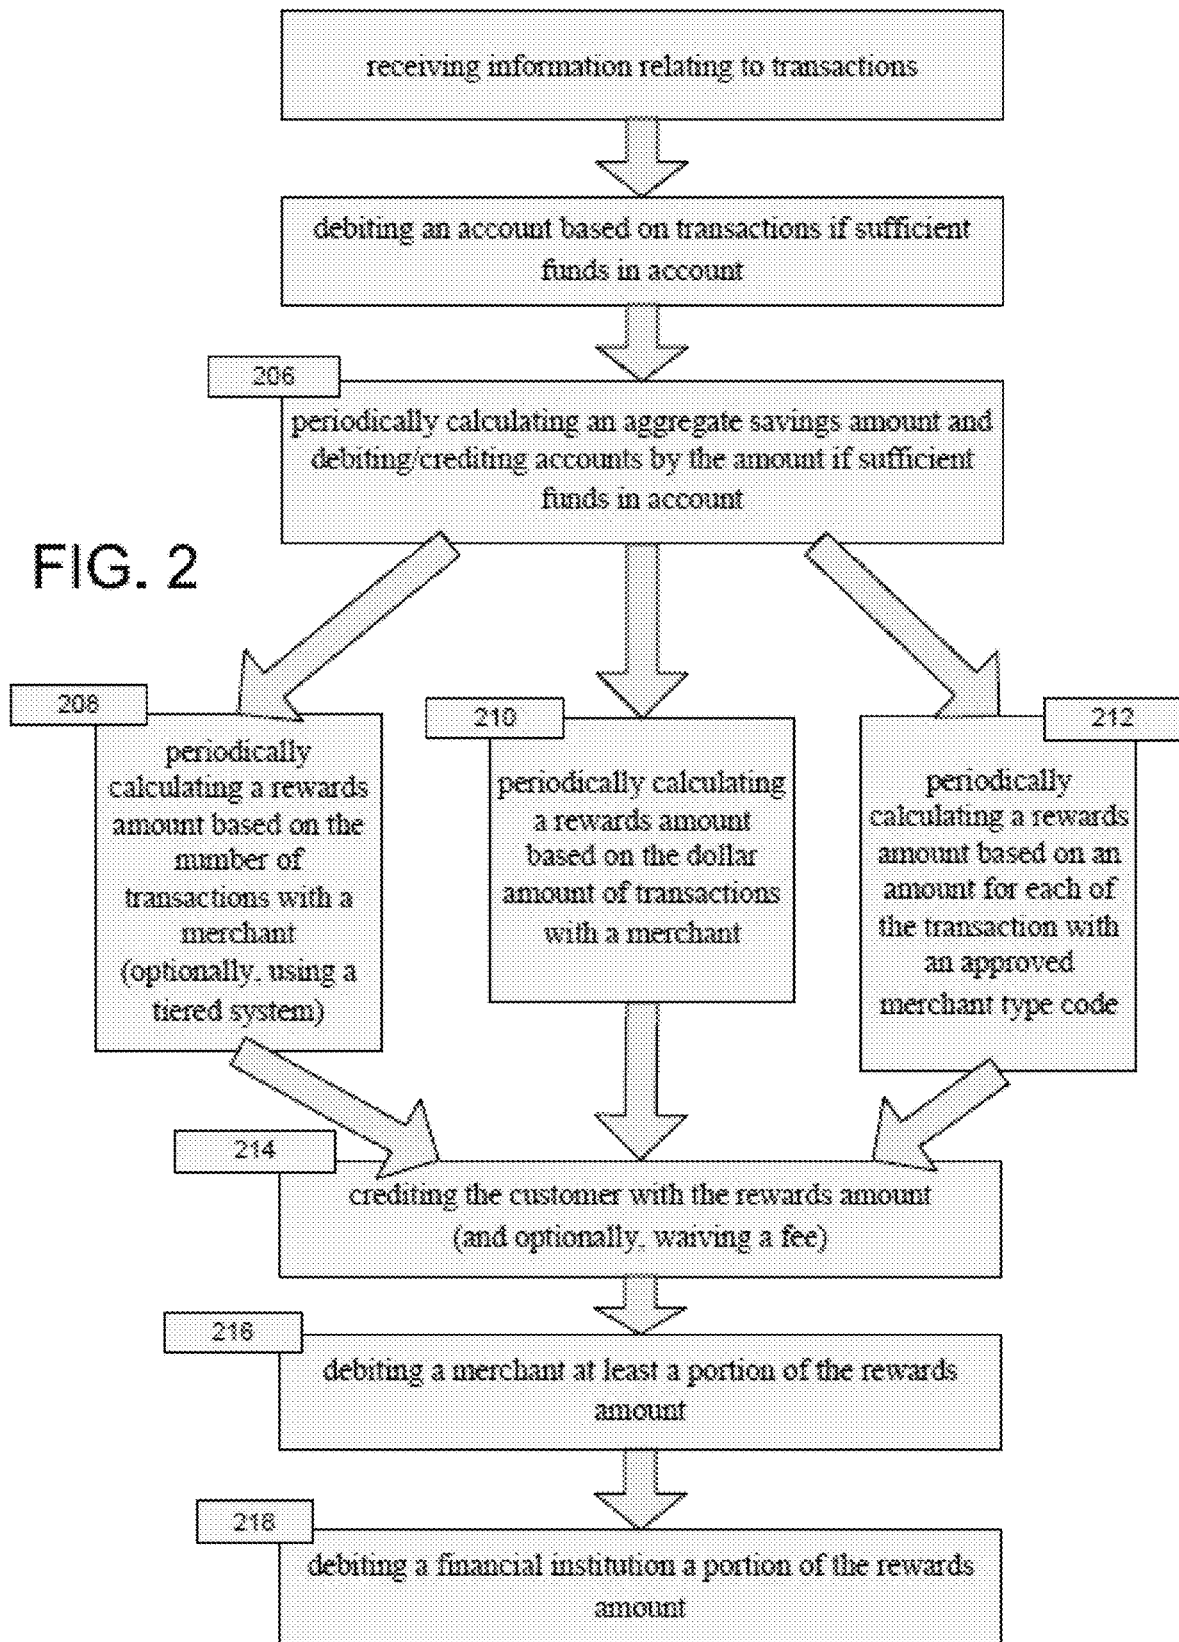 receiving information relating to transactions
debiting an account based on transactions if sufficient
funds in account
206
periodically calculating an aggregate savings amount and
debiting/crediting accounts by the amount if sufficient
funds in account
FIG. 2
208
periodically
calculating a rewards
amount based on the
number of
transactions with a
merchant
(optionally, using a
tiered system)
210
periodically calculating
a rewards amount
based on the dollar
amount of transactions
with a merchant
212
periodically
calculating a rewards
amount based on an
amount for each of
the transaction with
an approved
merchant type code
214
crediting the customer with the rewards amount
(and optionally, waiving a fee)
216
debiting a merchant at least a portion of the rewards
amount
218
debiting a financial institution a portion of the rewards
amount